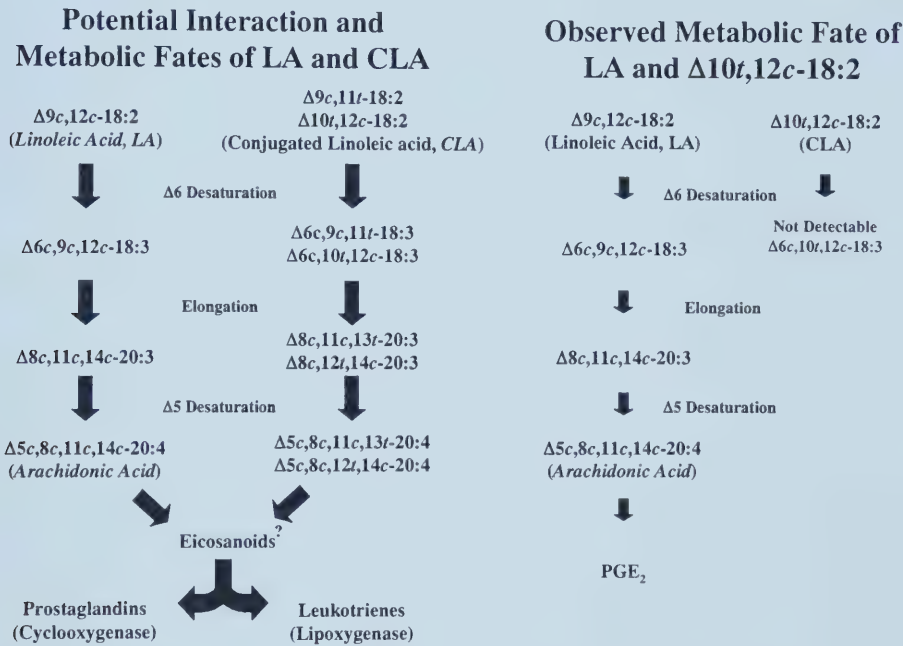 Potential Interaction and
Metabolic Fates of LA and CLA
Δ9c,12c-18:2
(Linoleic Acid, LA)
Δ9c,11t-18:2
Δ10t,12c-18:2
(Conjugated Linoleic acid, CLA)
Δ6 Desaturation
Δ6c,9c,12c-18:3
Δ6c,9c,11t-18:3
Δ6c,10t,12c-18:3
Elongation
Δ8c,11c,14c-20:3
Δ8c,11c,13t-20:3
Δ8c,12t,14c-20:3
Δ5 Desaturation
Δ5c,8c,11c,14c-20:4
(Arachidonic Acid)
Δ5c,8c,11c,13t-20:4
Δ5c,8c,12t,14c-20:4
Eicosanoids?
Prostaglandins
(Cyclooxygenase)
Leukotrienes
(Lipoxygenase)
Observed Metabolic Fate of
LA and Δ10t,12c-18:2
Δ9c,12c-18:2
(Linoleic Acid, LA)
Δ10t,12c-18:2
(CLA)
Δ6 Desaturation
Δ6c,9c,12c-18:3
Not Detectable
Δ6c,10t,12c-18:3
Elongation
Δ8c,11c,14c-20:3
Δ5 Desaturation
Δ5c,8c,11c,14c-20:4
(Arachidonic Acid)
PGE₂